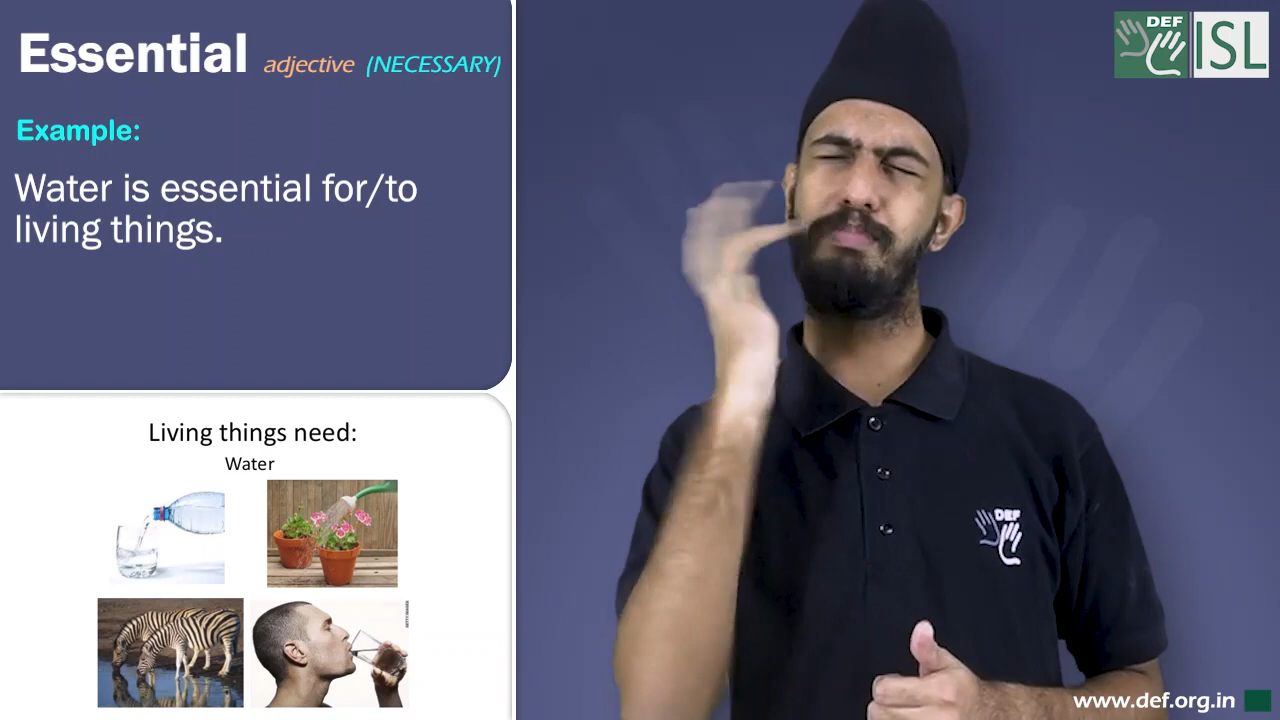 Essential adjective (NECESSARY)
Example:
Water is essential for/to
living things.
Living things need:
Water
DEF
ISL
DEF
www.def.org.in